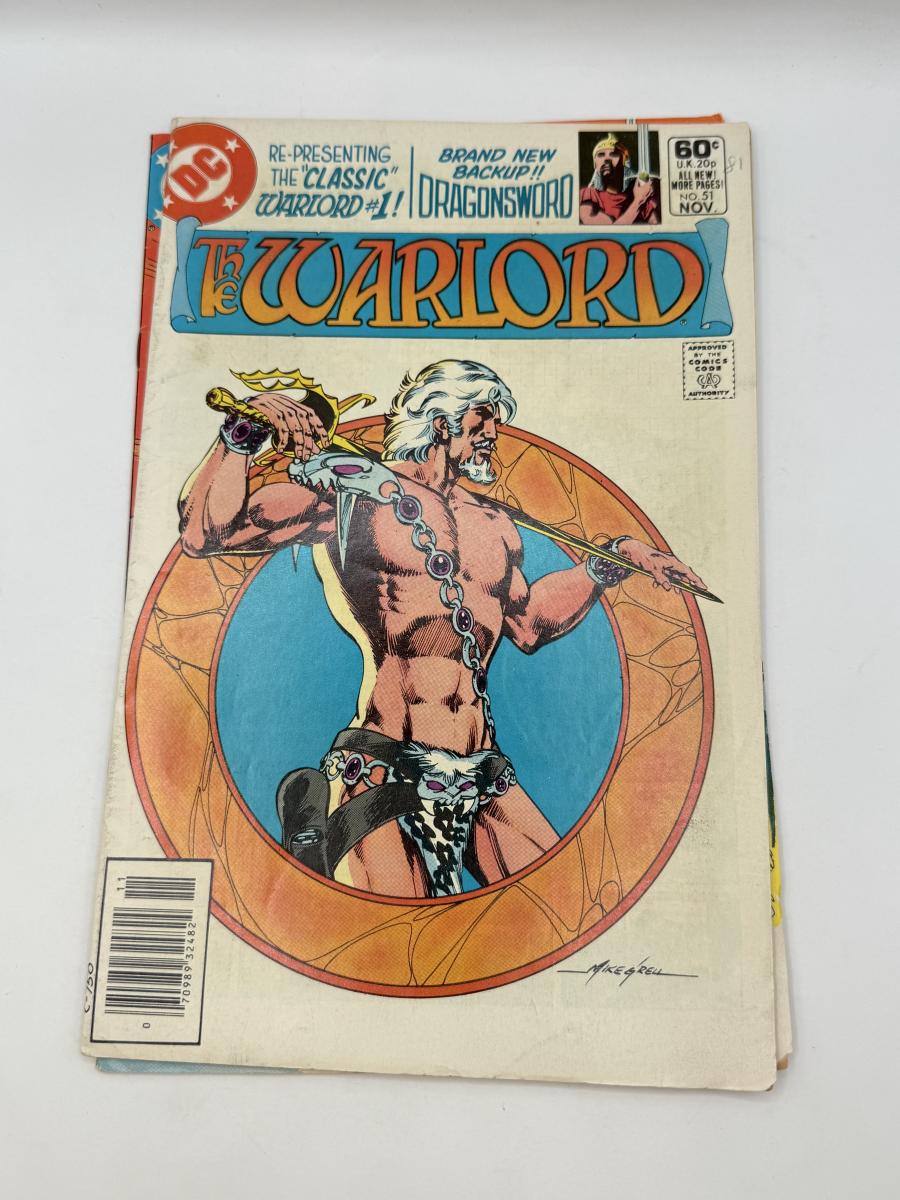 DC
RE-PRESENTING
THE "CLASSIC"
WARLORD #1!
BRAND NEW
BACKUP!!
DRAGONSWORD
60¢
U.K. 20p
ALL NEW!
MORE PAGES!
NO. 51
NOV.
81
THE WARLORD
APPROVED
BY THE
COMICS
CODE
AUTHORITY
MIKE GRELL
11
70989 32482
0